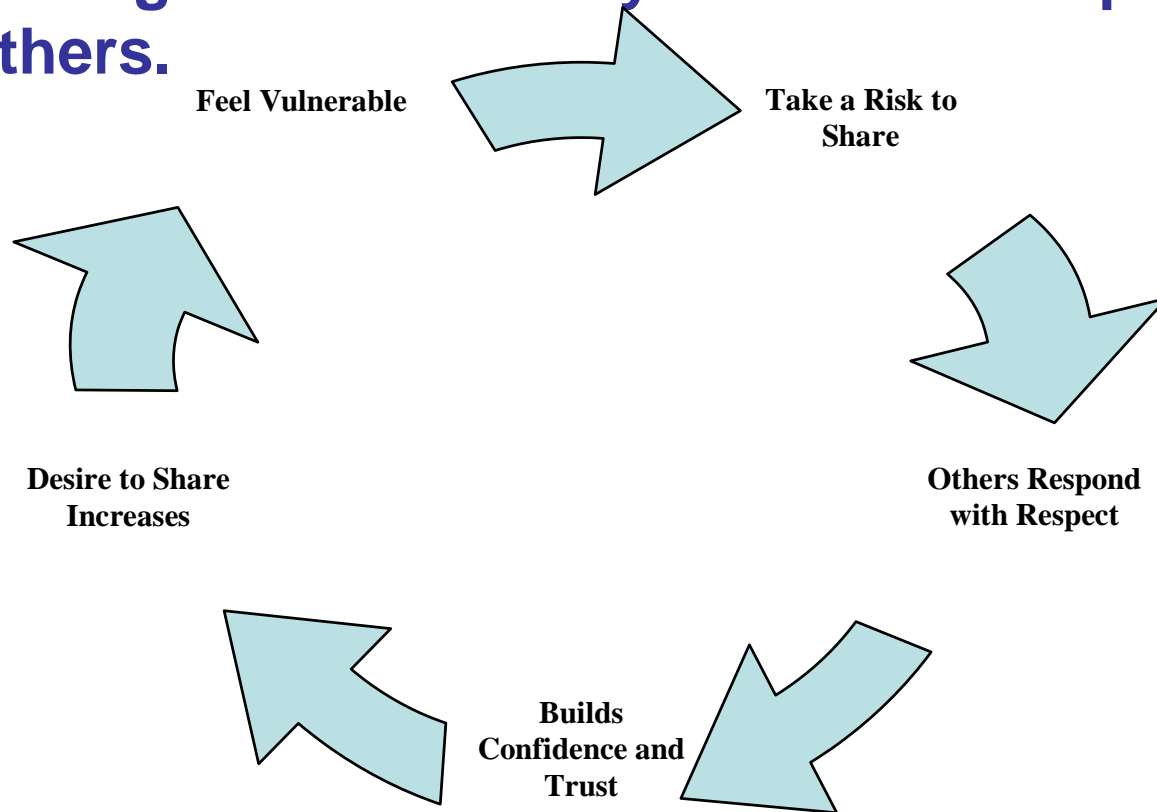 thers.
Feel Vulnerable
Take a Risk to
Share
Others Respond
with Respect
Builds
Confidence and
Trust
Desire to Share
Increases